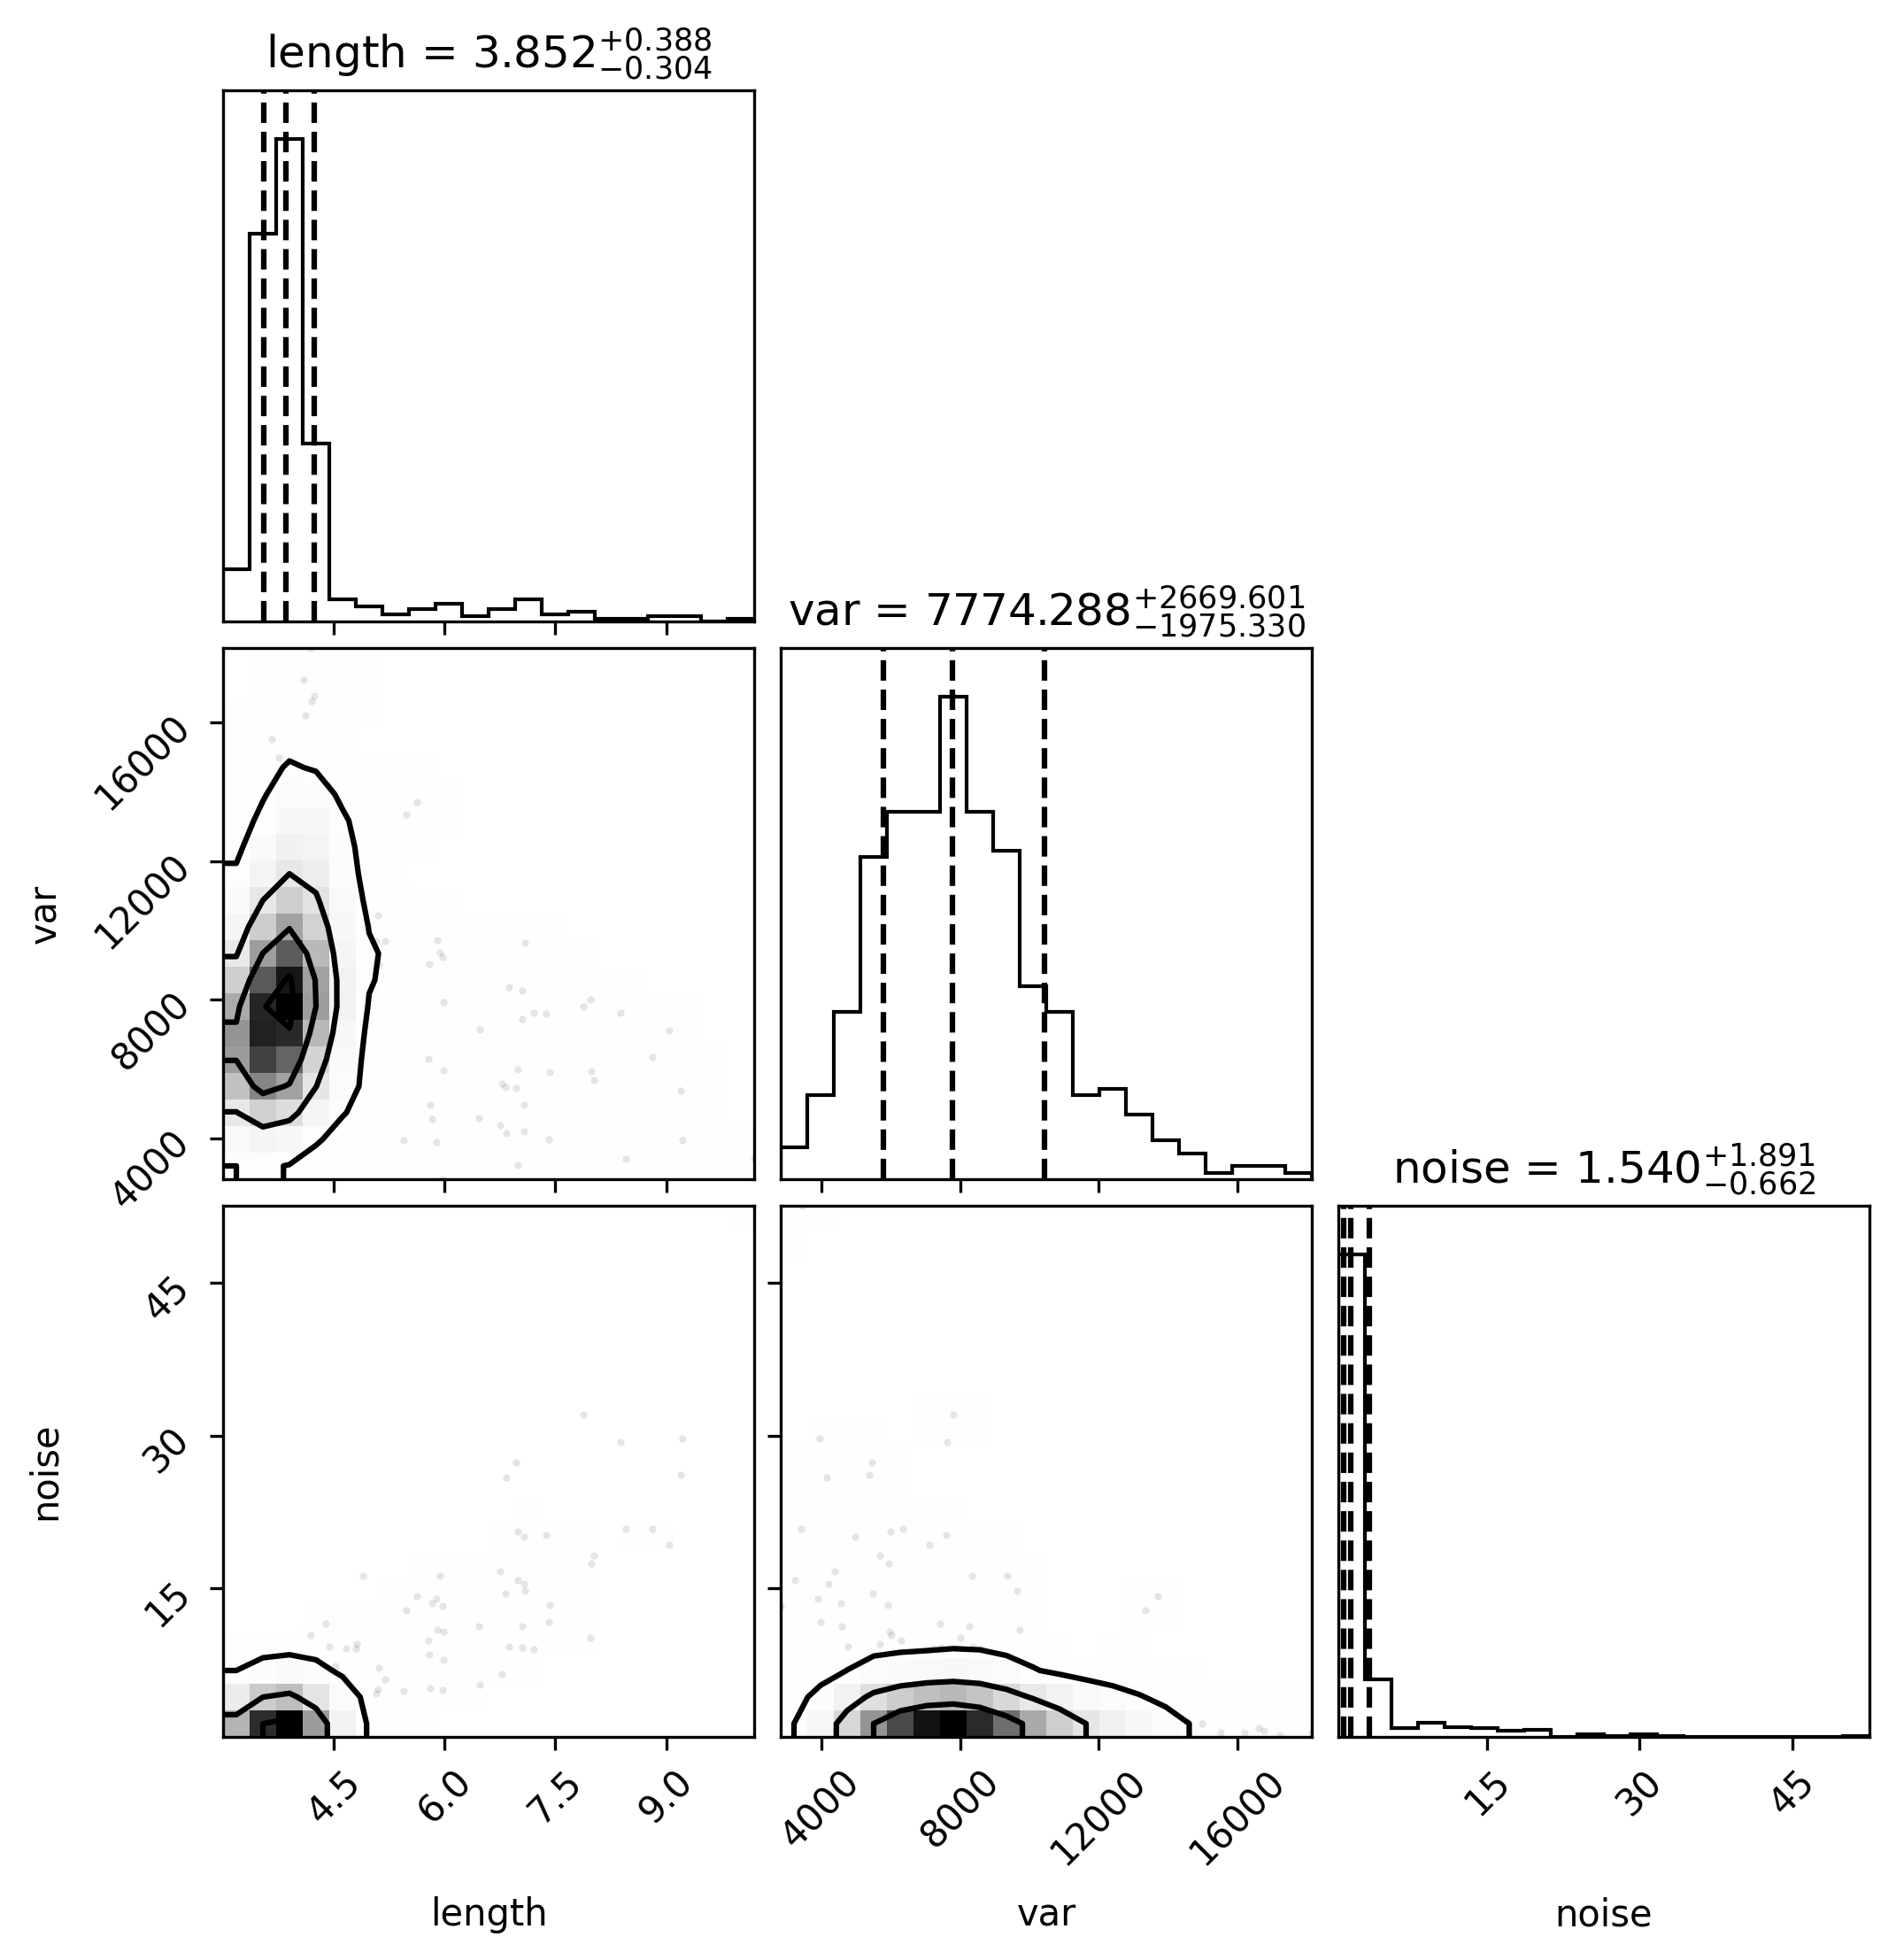 length = 3.852 +0.388 −0.304
var = 7774.288 +2669.601 −1975.330
16000
12000
8000
4000
var
noise = 1.540 +1.891 −0.662
45
30
15
noise
4.5 6.0 7.5 9.0 4000 8000 12000 16000 15 30 45
length var noise